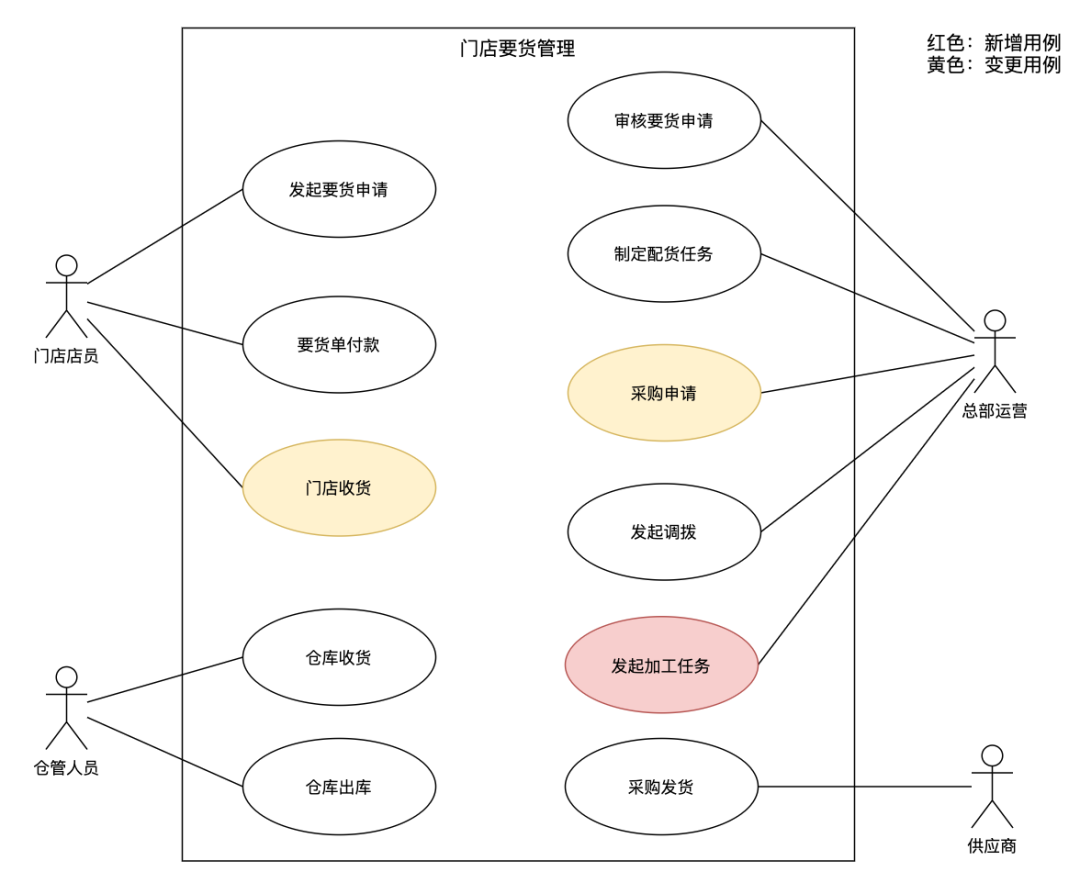 门店要货管理
红色：新增用例
黄色：变更用例
审核要货申请
发起要货申请
制定配货任务
要货单付款
门店店员
采购申请
总部运营
门店收货
发起调拨
仓库收货
发起加工任务
仓管人员
仓库出库
采购发货
供应商